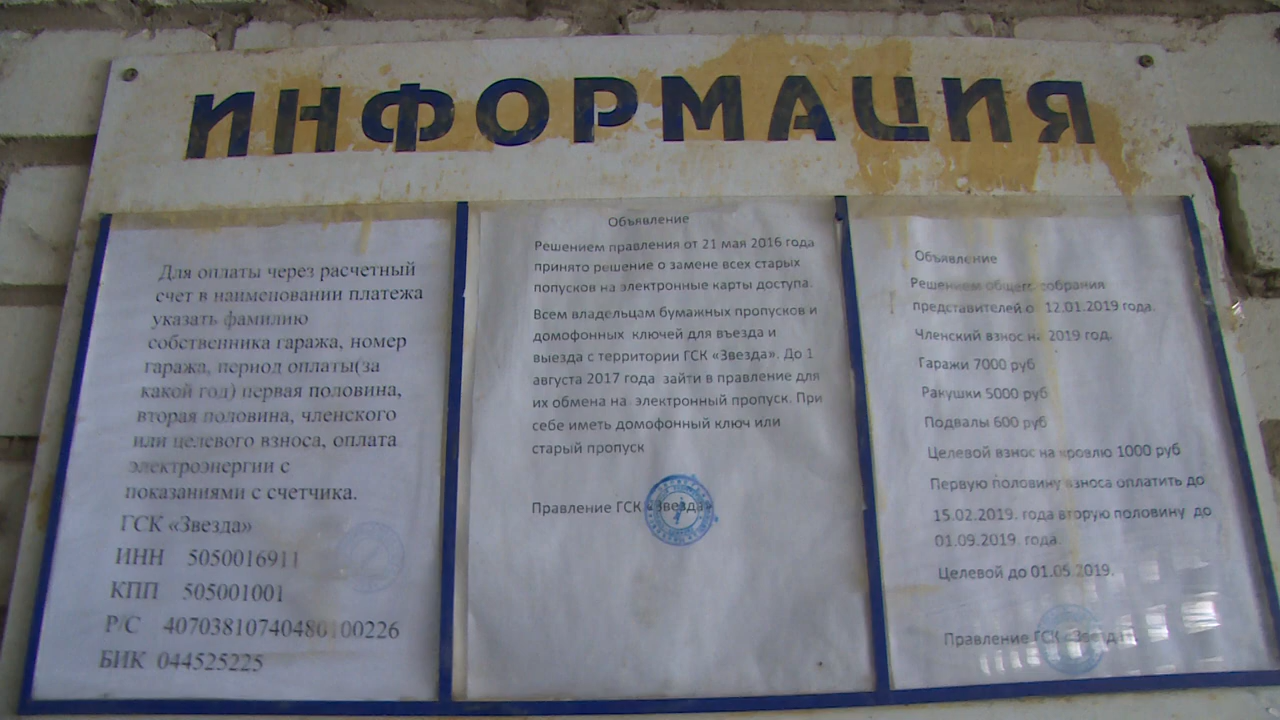 ИНФОРМАЦИЯ
Для оплаты через расчетный
счет в наименовании платежа
указать фамилию
собственника гаража, номер
гаража, период оплаты(за
какой год) первая половина,
вторая половина, членского
или целевого взноса, оплата
электроэнергии с
показаниями с счетчика.
ГСК «Звезда»
ИНН 5050016911
КПП 505001001
Р/С 40703810740480100226
БИК 044525225
Объявление
Решением правления от 21 мая 2016 года
принято решение о замене всех старых
попусков на электронные карты доступа.
Всем владельцам бумажных пропусков и
домофонных ключей для въезда и
выезда с территории ГСК «Звезда». До 1
августа 2017 года зайти в правление для
их обмена на электронный пропуск. При
себе иметь домофонный ключ или
старый пропуск
Правление ГСК «Звезда»
Объявление
Решением общего собрания
представителей от 12.01.2019 года.
Членский взнос на 2019 год.
Гаражи 7000 руб
Ракушки 5000 руб
Подвалы 600 руб
Целевой взнос на кровлю 1000 руб
Первую половину взноса оплатить до
15.02.2019. года вторую половину до
01.09.2019 года.
Целевой до 01.05.2019.
Правление ГСК «Звезда».